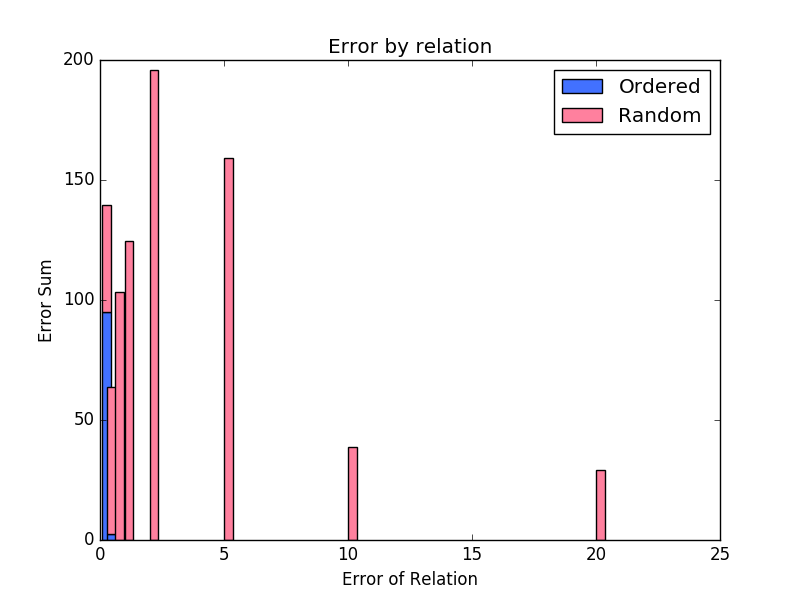 Error by relation
Ordered
Random
200
150
100
50
0
Error Sum
0 5 10 15 20 25
Error of Relation